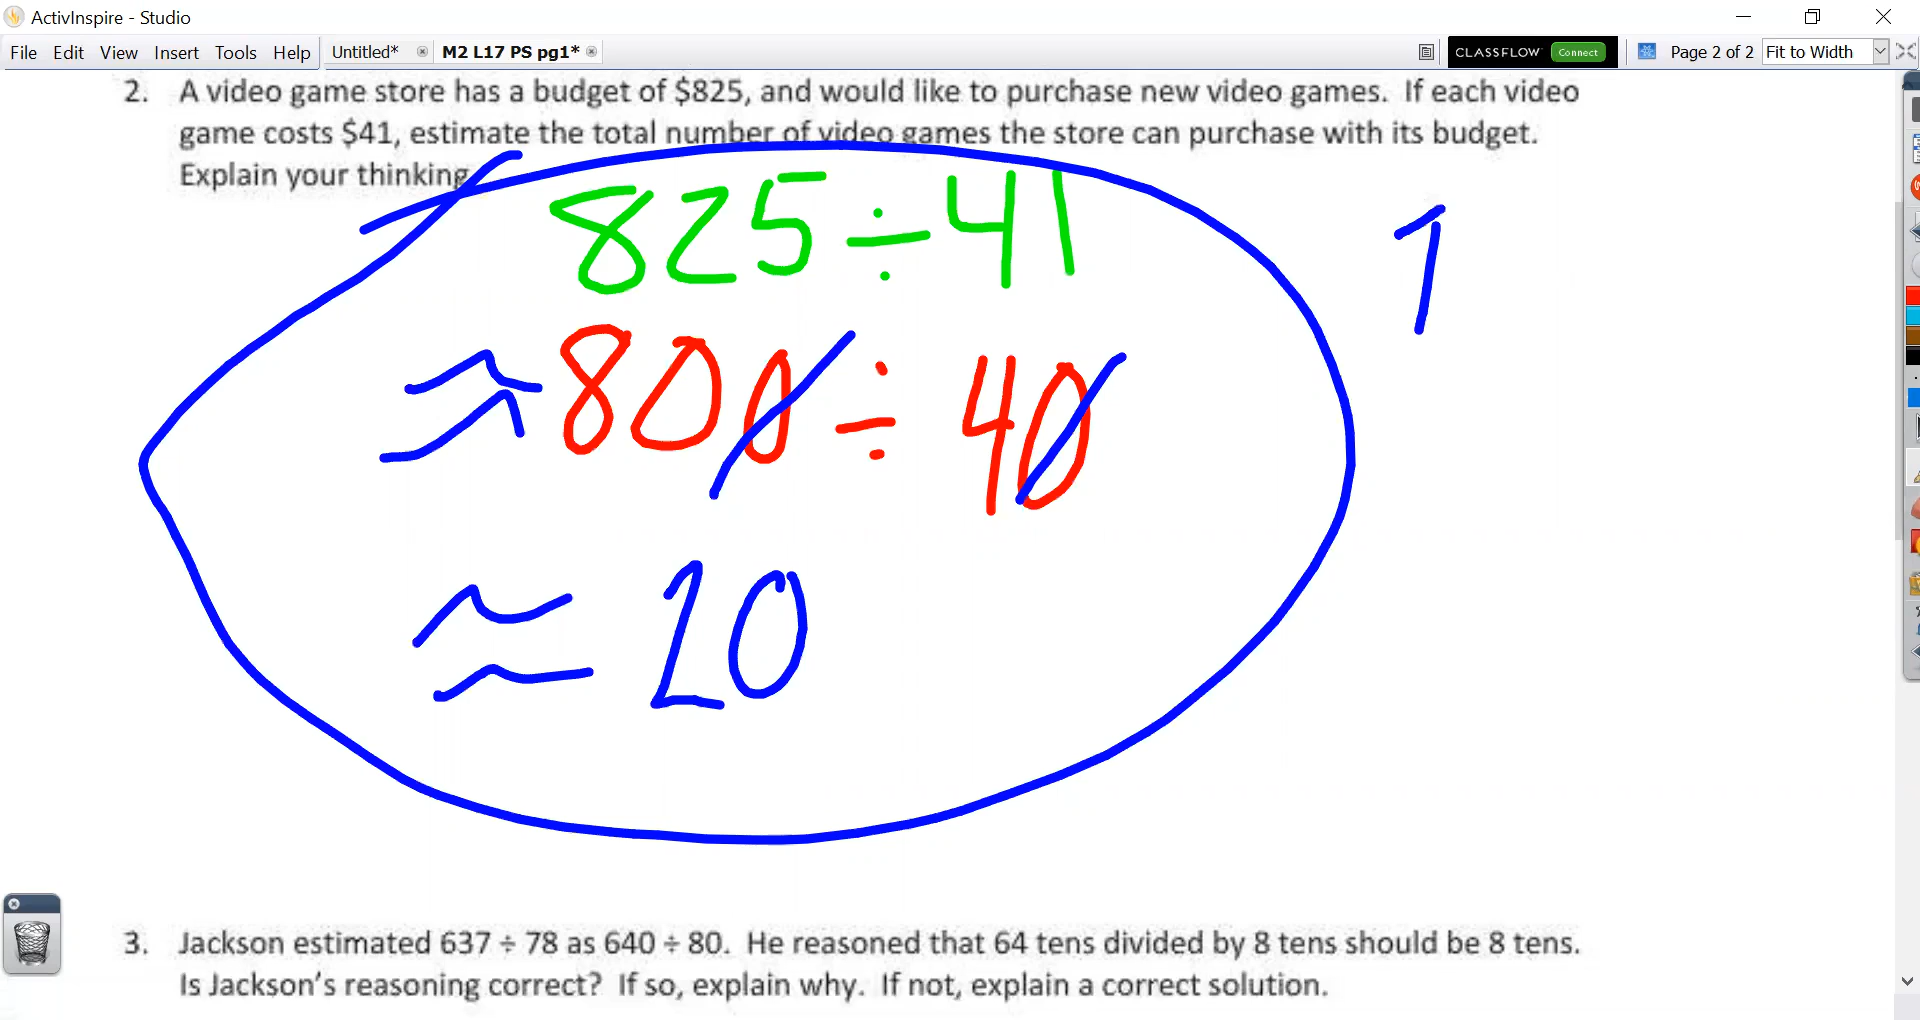 ActivInspire - Studio
File Edit View Insert Tools Help Untitled* M2 L17 PS pg1* CLASSFLOW Connect Page 2 of 2 Fit to Width
2. A video game store has a budget of $825, and would like to purchase new video games. If each video
game costs $41, estimate the total number of video games the store can purchase with its budget.
Explain your thinking.
825 ÷ 41
1
≈ 800 ÷ 40
≈ 20
3. Jackson estimated 637 ÷ 78 as 640 ÷ 80. He reasoned that 64 tens divided by 8 tens should be 8 tens.
Is Jackson's reasoning correct? If so, explain why. If not, explain a correct solution.